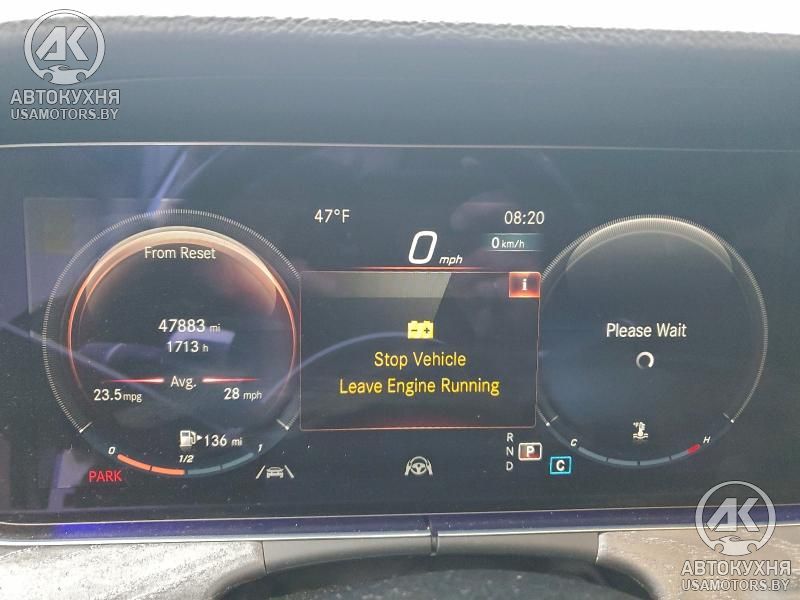 АК
АВТОКУХНЯ
USAMOTORS.BY
47°F
08:20
0 mph
0 km/h
From Reset
47883 mi
1713 h
Avg.
23.5 mpg
28 mph
136 mi
0
1/2
1
PARK
i
Stop Vehicle
Leave Engine Running
Please Wait
R
N P
D
C
C
H
АК
АВТОКУХНЯ
USAMOTORS.BY